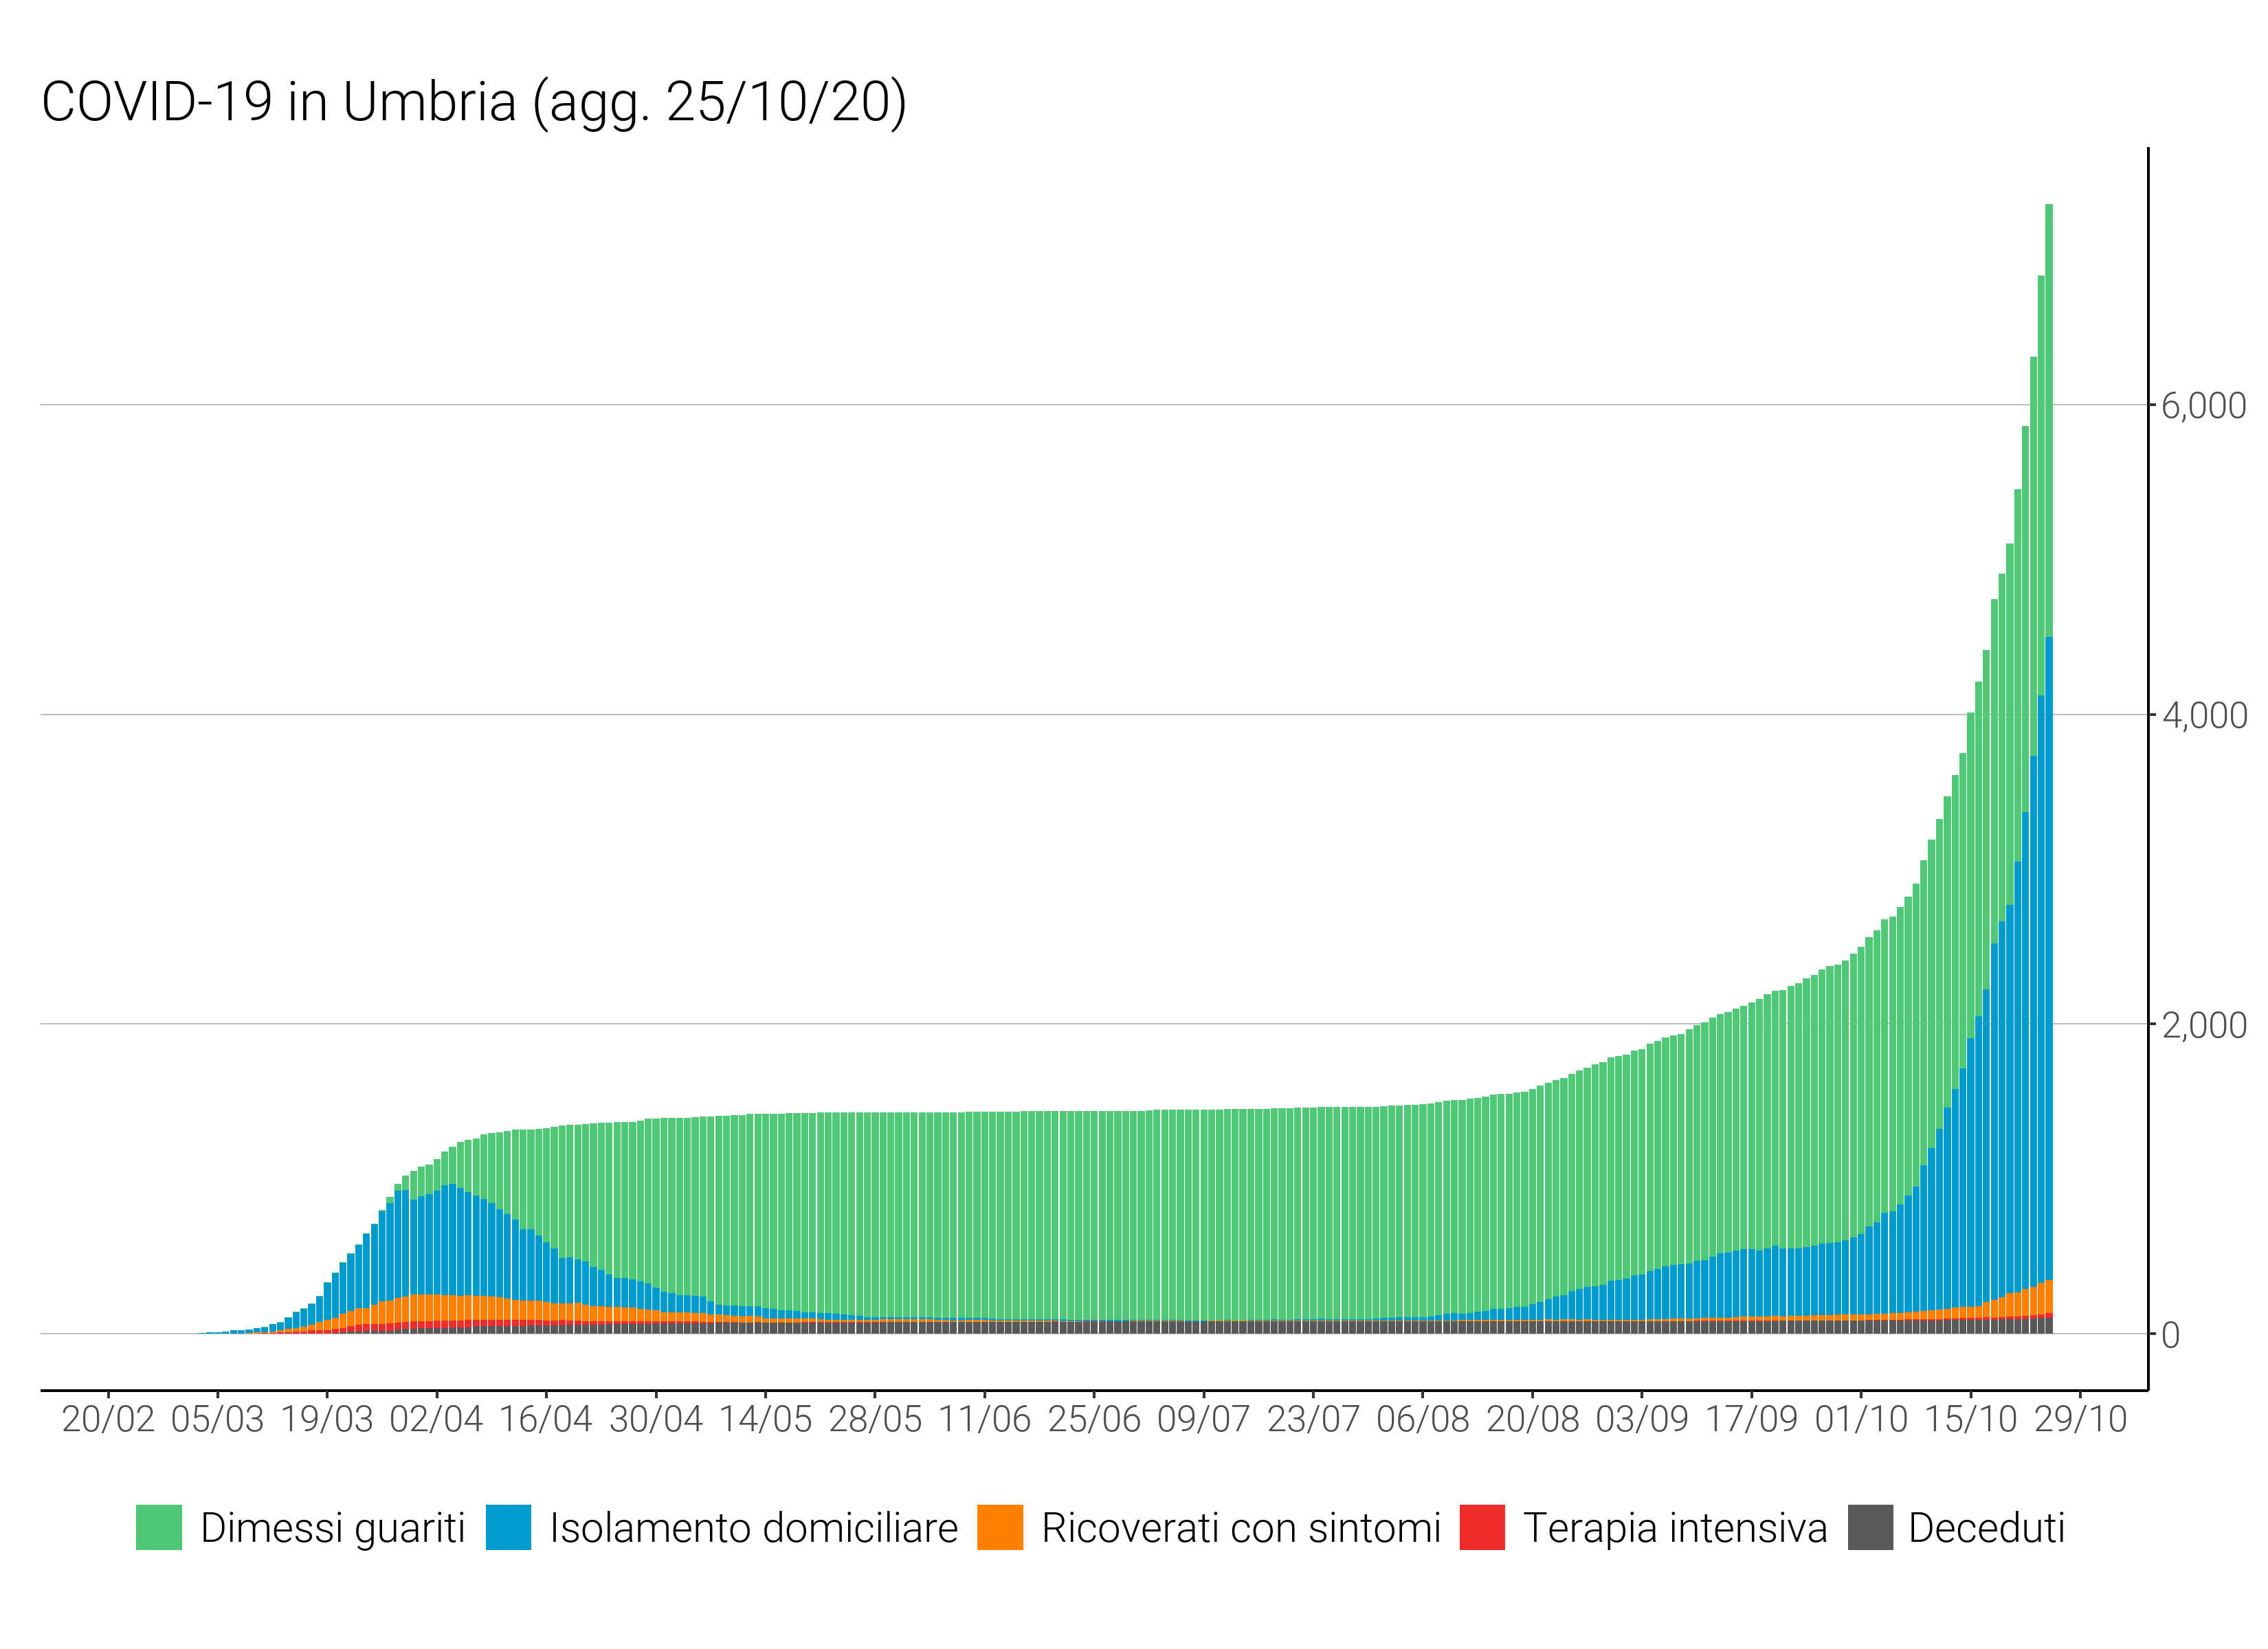 COVID-19 in Umbria (agg. 25/10/20)
6,000
4,000
2,000
0
20/02 05/03 19/03 02/04 16/04 30/04 14/05 28/05 11/06 25/06 09/07 23/07 06/08 20/08 03/09 17/09 01/10 15/10 29/10
Dimessi guariti Isolamento domiciliare Ricoverati con sintomi Terapia intensiva Deceduti